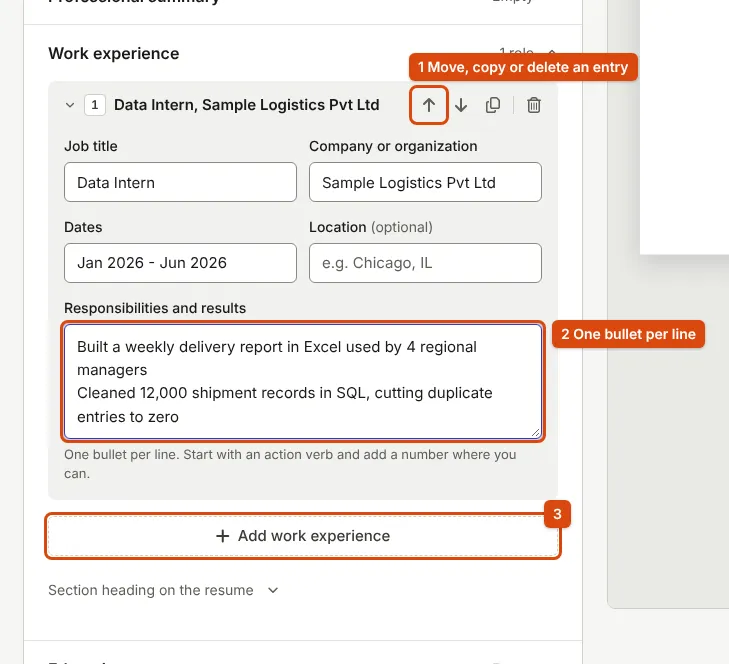 Work experience
1 Move, copy or delete an entry
1 Data Intern, Sample Logistics Pvt Ltd
Job title
Company or organization
Data Intern
Sample Logistics Pvt Ltd
Dates
Location (optional)
Jan 2026 - Jun 2026
e.g. Chicago, IL
Responsibilities and results
Built a weekly delivery report in Excel used by 4 regional
managers
Cleaned 12,000 shipment records in SQL, cutting duplicate
entries to zero
2 One bullet per line
One bullet per line. Start with an action verb and add a number where you
can.
3
+ Add work experience
Section heading on the resume